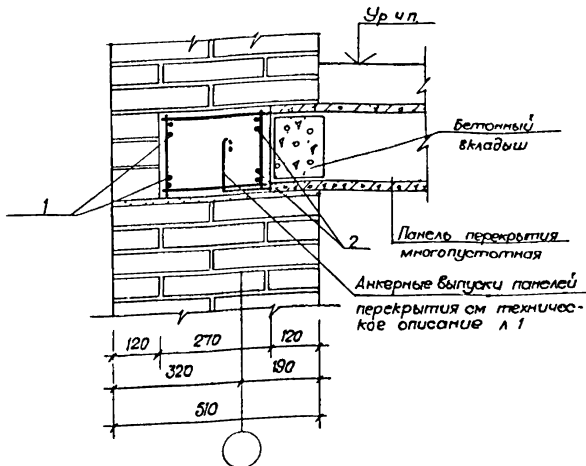 Ур ч п.
Бетонный
вкладыш
1
2
Панель перекрытия
многопустотная
Анкерные выпуски панелей
перекрытия см техничес-
кое описание л 1
120 270 120
320 190
510